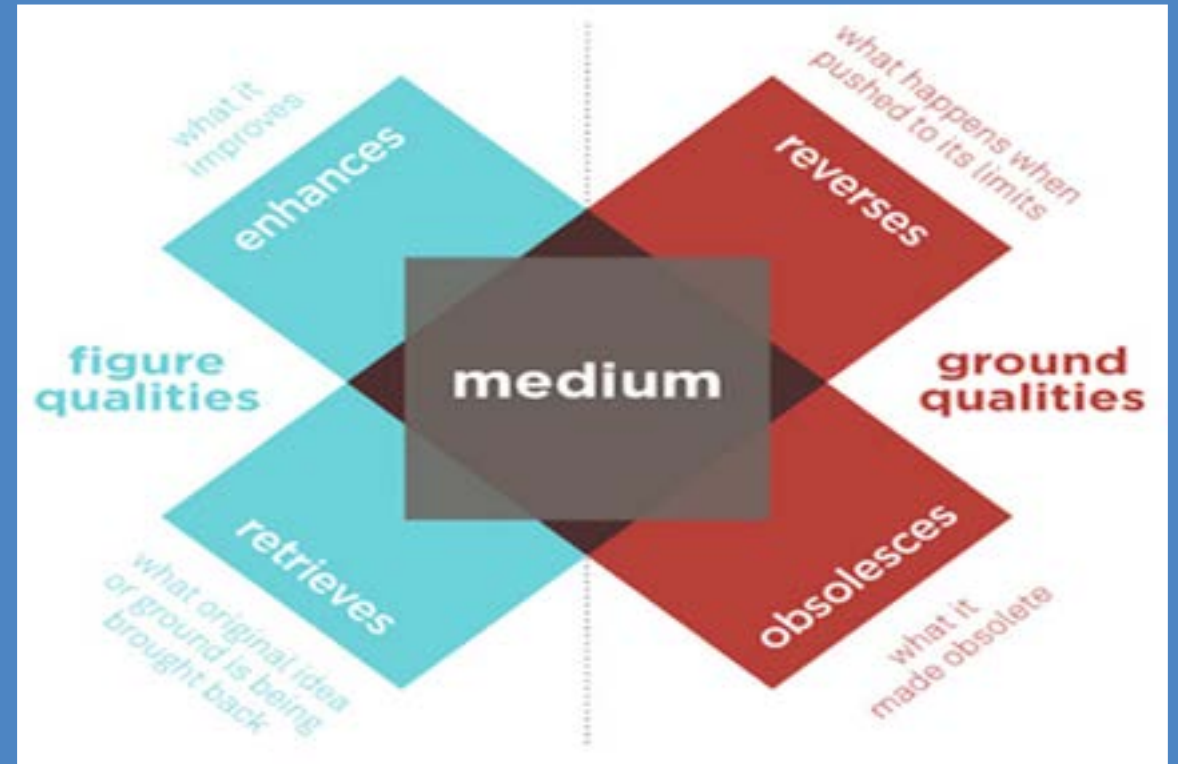 what it
improves
enhances
what happens when
pushed to its limits
reverses
figure
qualities
medium
ground
qualities
retrieves
what original idea
or ground is being
brought back
obsolesces
what it
made obsolete